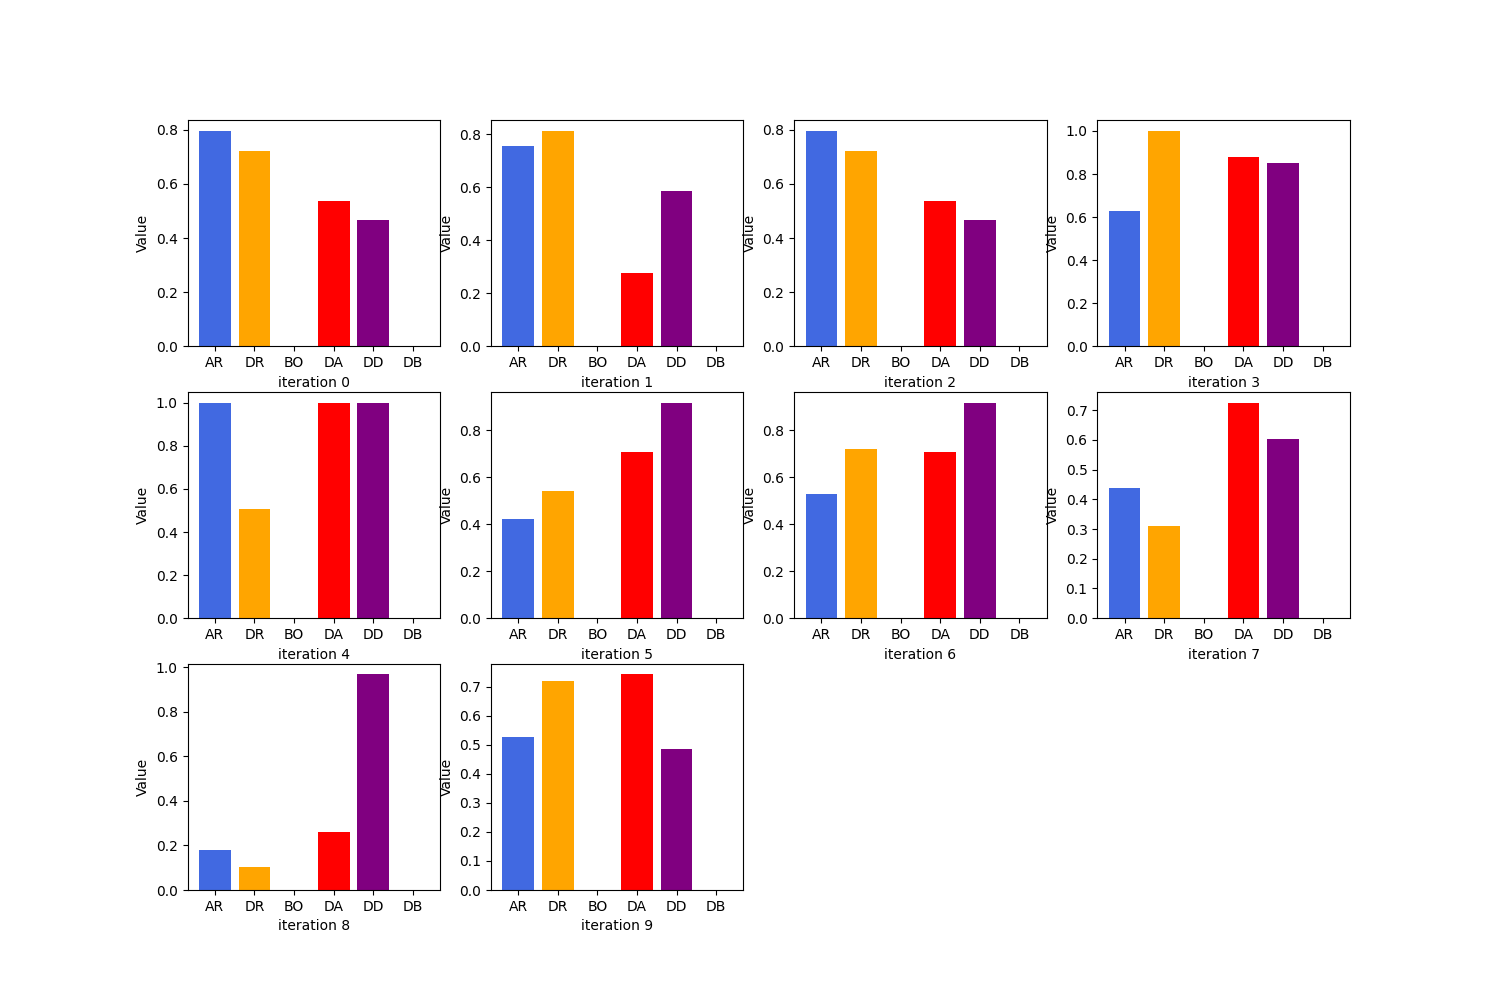 0.8
0.6
0.4
0.2
0.0
Value
AR DR BO DA DD DB
iteration 0
0.8
0.6
0.4
0.2
0.0
Value
AR DR BO DA DD DB
iteration 1
0.8
0.6
0.4
0.2
0.0
Value
AR DR BO DA DD DB
iteration 2
1.0
0.8
0.6
0.4
0.2
0.0
Value
AR DR BO DA DD DB
iteration 3
1.0
0.8
0.6
0.4
0.2
0.0
Value
AR DR BO DA DD DB
iteration 4
0.8
0.6
0.4
0.2
0.0
Value
AR DR BO DA DD DB
iteration 5
0.8
0.6
0.4
0.2
0.0
Value
AR DR BO DA DD DB
iteration 6
0.7
0.6
0.5
0.4
0.3
0.2
0.1
0.0
Value
AR DR BO DA DD DB
iteration 7
1.0
0.8
0.6
0.4
0.2
0.0
Value
AR DR BO DA DD DB
iteration 8
0.7
0.6
0.5
0.4
0.3
0.2
0.1
0.0
Value
AR DR BO DA DD DB
iteration 9